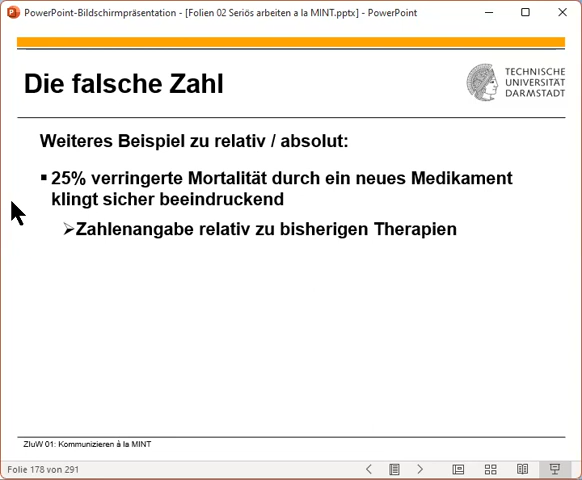 PowerPoint-Bildschirmpräsentation - [Folien 02 Seriös arbeiten a la MINT.pptx] - PowerPoint
Die falsche Zahl
TECHNISCHE
UNIVERSITÄT
DARMSTADT
Weiteres Beispiel zu relativ / absolut:
▪ 25% verringerte Mortalität durch ein neues Medikament
klingt sicher beeindruckend
➢Zahlenangabe relativ zu bisherigen Therapien
ZIuW 01: Kommunizieren à la MINT
Folie 178 von 291